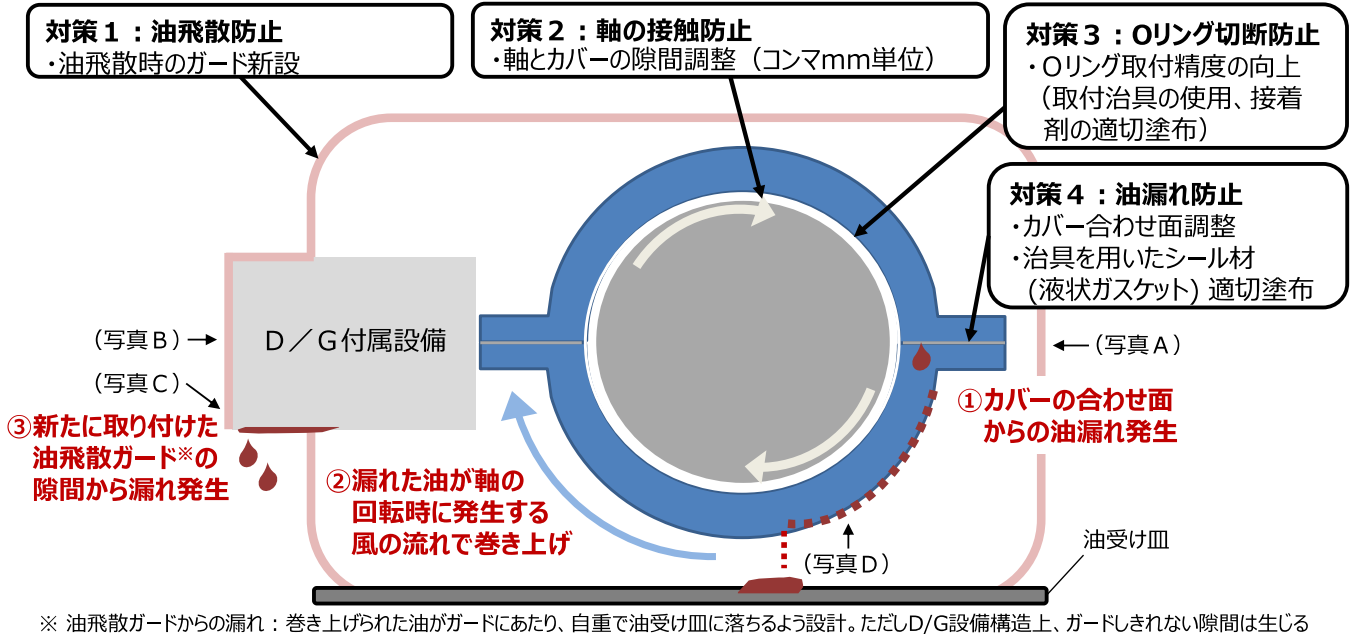 対策１：油飛散防止
・油飛散時のガード新設
対策２：軸の接触防止
・軸とカバーの隙間調整（コンマmm単位）
対策３：Oリング切断防止
・Oリング取付精度の向上
（取付治具の使用、接着
剤の適切塗布）
対策４：油漏れ防止
・カバー合わせ面調整
・治具を用いたシール材
(液状ガスケット) 適切塗布
（写真Ｂ）
Ｄ／Ｇ付属設備
（写真Ａ）
（写真Ｃ）
①カバーの合わせ面
からの油漏れ発生
③新たに取り付けた
油飛散ガード※の
隙間から漏れ発生
②漏れた油が軸の
回転時に発生する
風の流れで巻き上げ
（写真Ｄ）
油受け皿
※ 油飛散ガードからの漏れ：巻き上げられた油がガードにあたり、自重で油受け皿に落ちるよう設計。ただしD/G設備構造上、ガードしきれない隙間は生じる